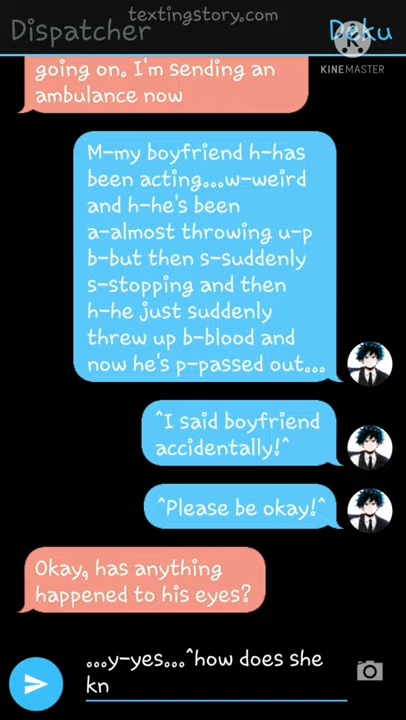 textingstory.com
Dispatcher
Deku
KINEMASTER
going on. I'm sending an
ambulance now
M-my boyfriend h-has
been acting...w-weird
and h-he's been
a-almost throwing u-p
b-but then s-suddenly
s-stopping and then
h-he just suddenly
threw up b-blood and
now he's p-passed out...
^I said boyfriend
accidentally!^
^Please be okay!^
Okay, has anything
happened to his eyes?
...y-yes...^how does she
kn